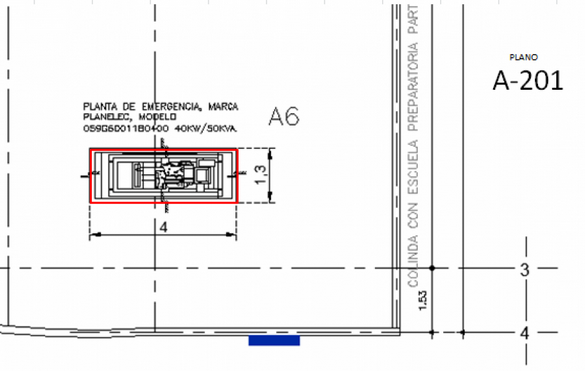 PLANO
A-201
PLANTA DE EMERGENCIA, MARCA
PLANELEC, MODELO
059G6D011B0400 40KW/50KVA.
A6
1,3
4
COLINDA CON ESCUELA PREPARATORIA PART
3
1.53
4